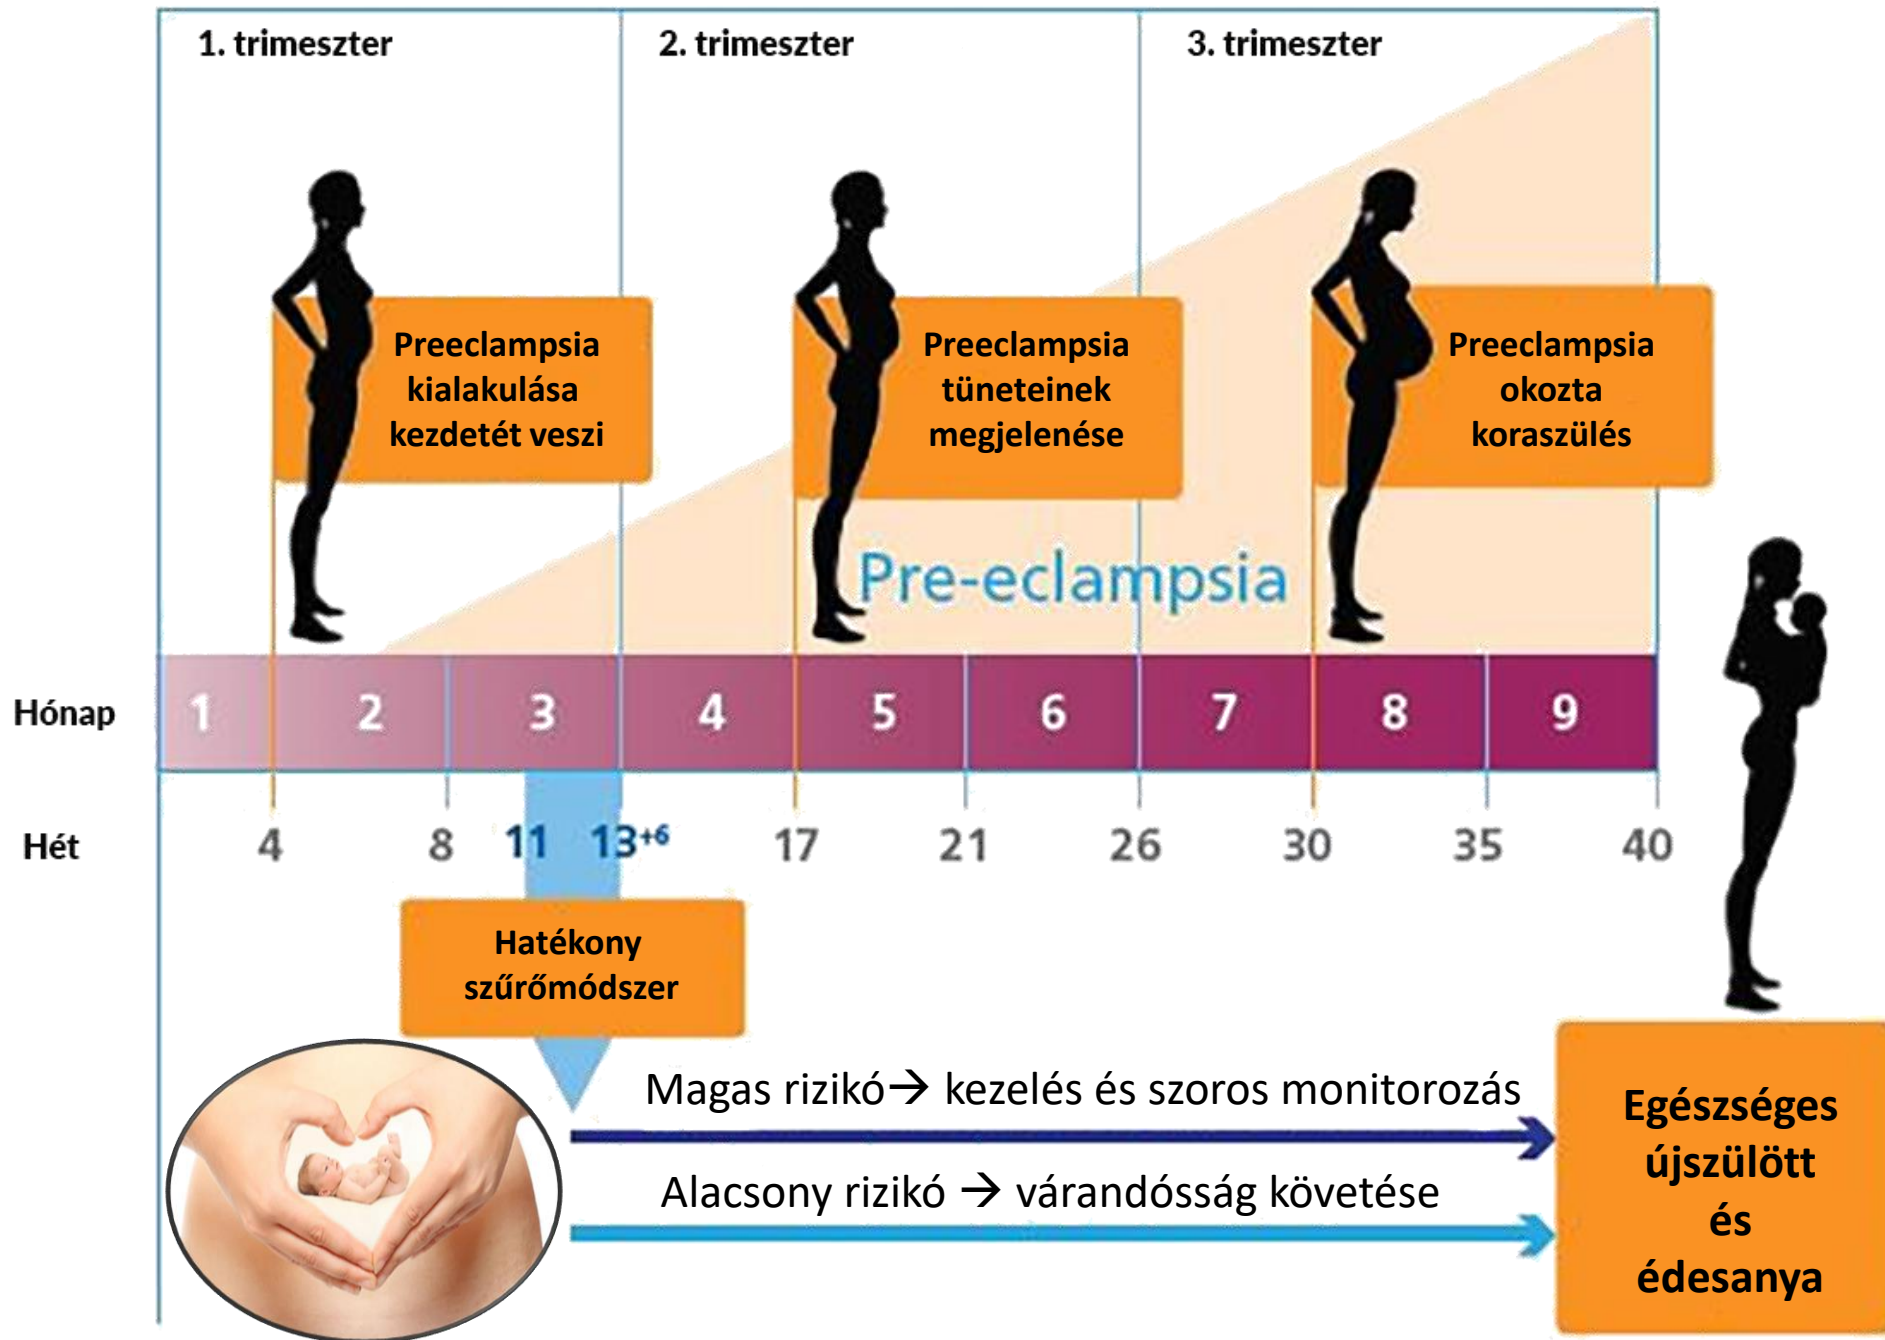 1. trimeszter
2. trimeszter
3. trimeszter
Preeclampsia
kialakulása
kezdetét veszi
Preeclampsia
tüneteinek
megjelenése
Preeclampsia
okozta
koraszülés
Pre-eclampsia
Hónap 1 2 3 4 5 6 7 8 9
Hét 4 8 11 13+6 17 21 26 30 35 40
Hatékony
szűrőmódszer
Magas rizikó→ kezelés és szoros monitorozás
Alacsony rizikó → várandósság követése
Egészséges
újszülött
és
édesanya